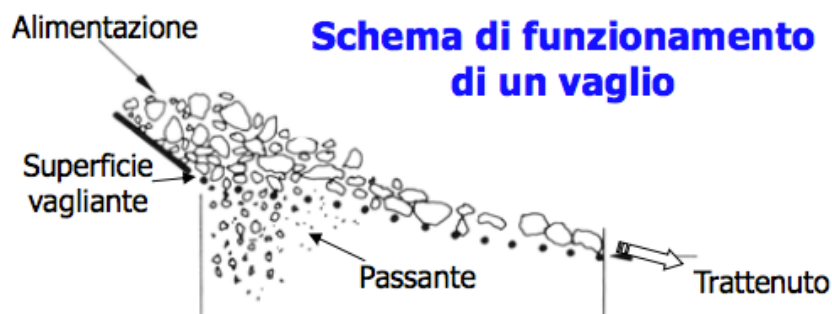 Alimentazione
Schema di funzionamento
di un vaglio
Superficie
vagliante
Passante
Trattenuto